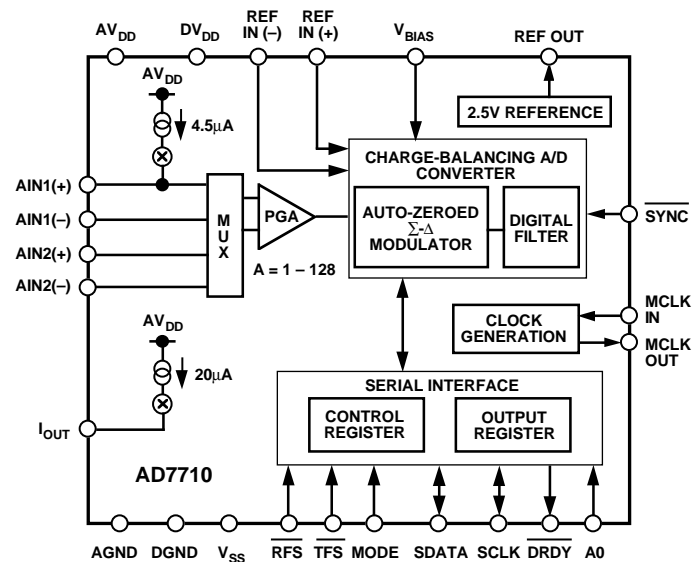 AVDD
DVDD
REF
IN (–)
REF
IN (+)
VBIAS
REF OUT
AVDD
4.5µA
2.5V REFERENCE
CHARGE-BALANCING A/D
CONVERTER
AUTO-ZEROED
Σ-Δ
MODULATOR
DIGITAL
FILTER
AIN1(+)
AIN1(–)
AIN2(+)
AIN2(–)
MUX
PGA
A = 1 – 128
SYNC
MCLK
IN
MCLK
OUT
CLOCK
GENERATION
AVDD
20µA
IOUT
SERIAL INTERFACE
CONTROL
REGISTER
OUTPUT
REGISTER
AD7710
AGND
DGND
VSS
RFS
TFS
MODE
SDATA
SCLK
DRDY
A0